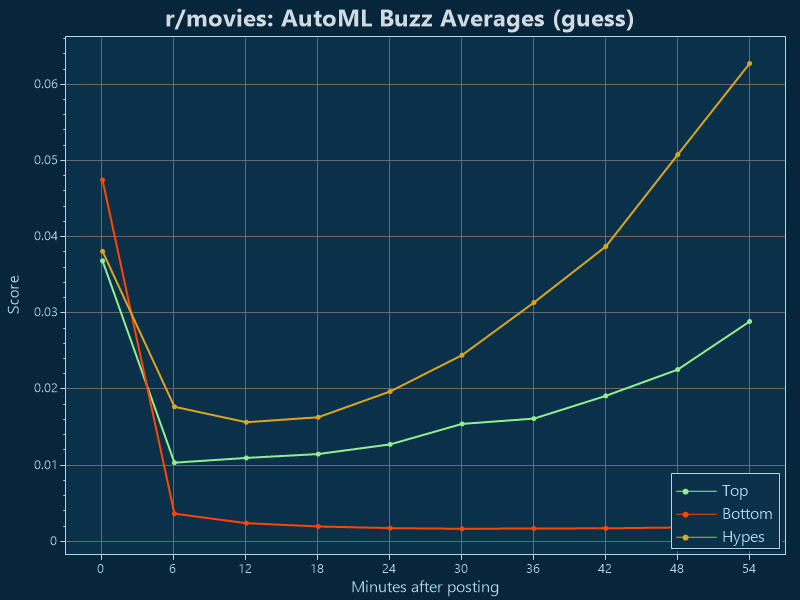 r/movies: AutoML Buzz Averages (guess)
0.06
0.05
0.04
0.03
0.02
0.01
0
Score
0 6 12 18 24 30 36 42 48 54
Minutes after posting
Top
Bottom
Hypes